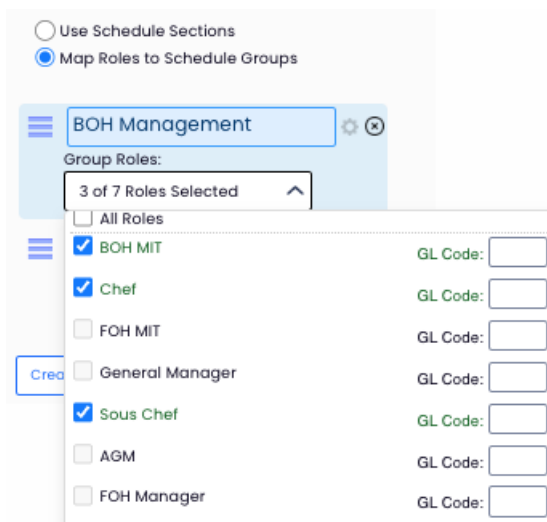 Use Schedule Sections
Map Roles to Schedule Groups
BOH Management
Group Roles:
3 of 7 Roles Selected
All Roles
BOH MIT GL Code:
Chef GL Code:
FOH MIT GL Code:
General Manager GL Code:
Crea
Sous Chef GL Code:
AGM GL Code:
FOH Manager GL Code: